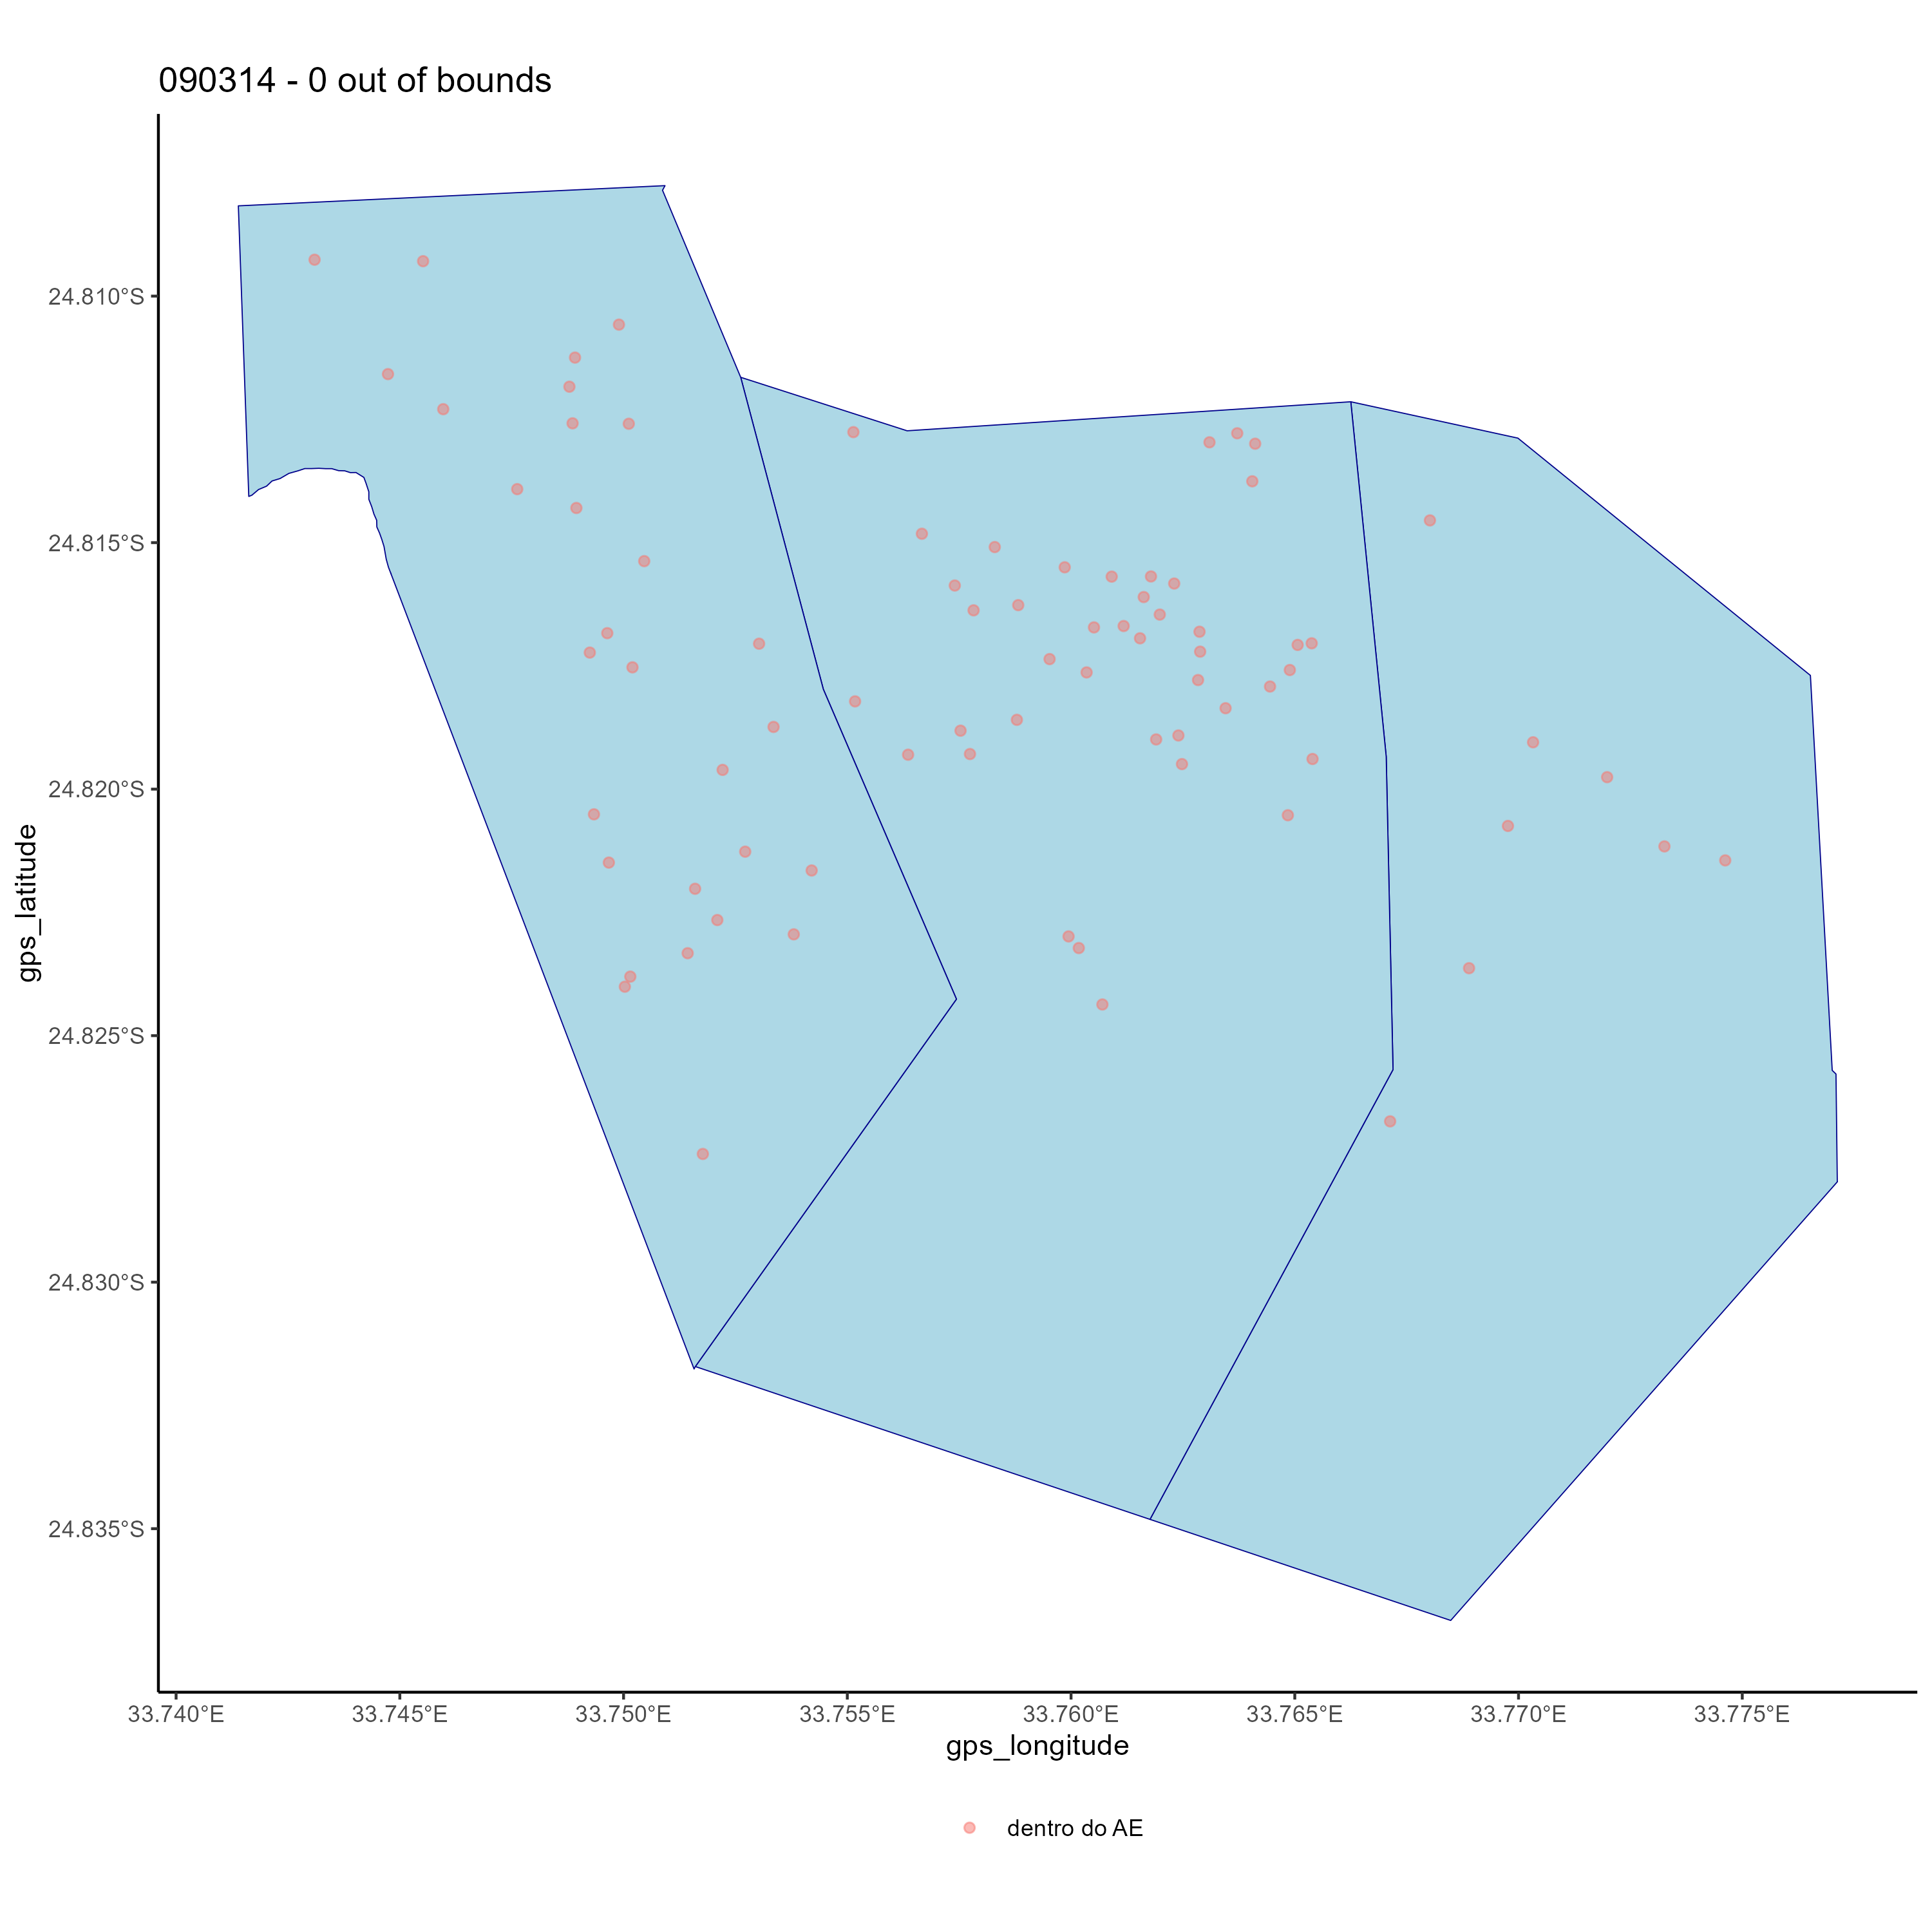 090314 - 0 out of bounds
24.810°S
24.815°S
24.820°S
24.825°S
24.830°S
24.835°S
gps_latitude
33.740°E 33.745°E 33.750°E 33.755°E 33.760°E 33.765°E 33.770°E 33.775°E
gps_longitude
dentro do AE